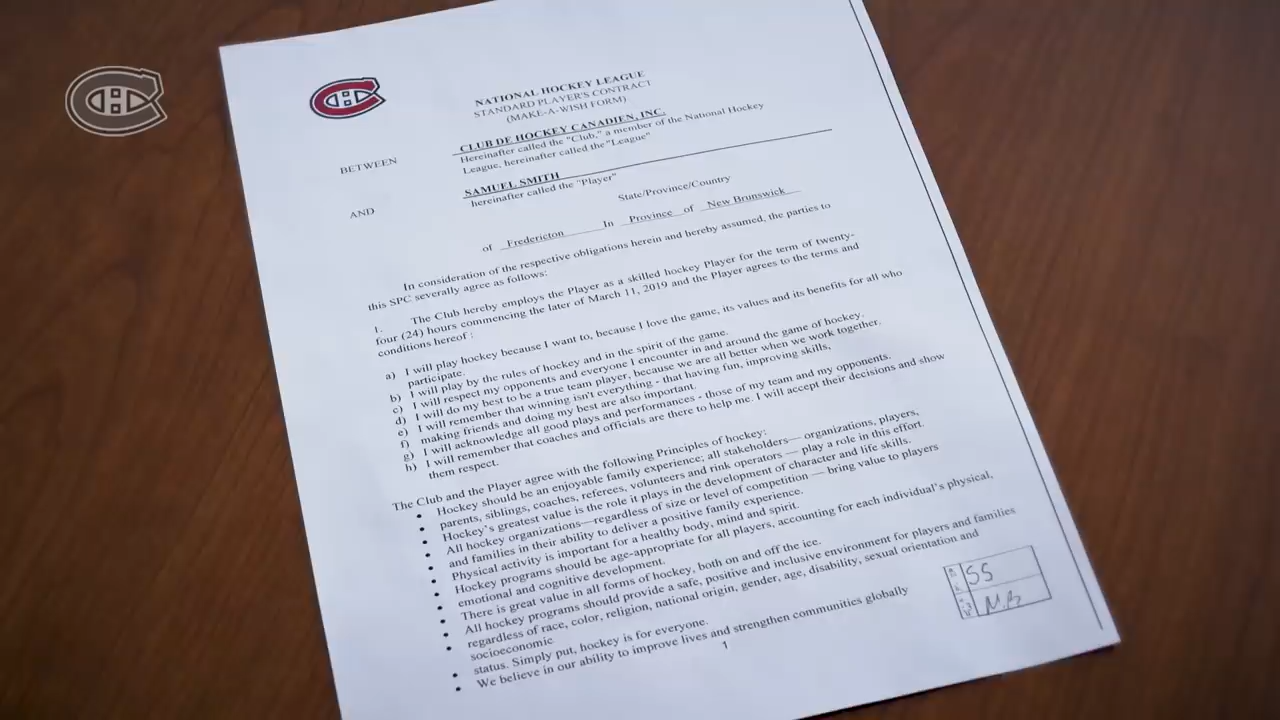 NATIONAL HOCKEY LEAGUE
STANDARD PLAYER'S CONTRACT
(MAKE-A-WISH FORM)
BETWEEN
CLUB DE HOCKEY CANADIEN, INC.
Hereinafter called the "Club," a member of the National Hockey
League, hereinafter called the "League"
AND
SAMUEL SMITH
hereinafter called the "Player"
State/Province/Country
of Fredericton In Province of New Brunswick
In consideration of the respective obligations herein and hereby assumed, the parties to
this SPC severally agree as follows:
1. The Club hereby employs the Player as a skilled hockey Player for the term of twenty-
four (24) hours commencing the later of March 11, 2019 and the Player agrees to the terms and
conditions hereof :
a) I will play hockey because I want to, because I love the game, its values and its benefits for all who
participate.
b) I will play by the rules of hockey and in the spirit of the game.
c) I will respect my opponents and everyone I encounter in and around the game of hockey.
d) I will do my best to be a true team player, because we are all better when we work together.
e) I will remember that winning isn't everything - that having fun, improving skills,
f) making friends and doing my best are also important.
g) I will acknowledge all good plays and performances - those of my team and my opponents.
h) I will remember that coaches and officials are there to help me. I will accept their decisions and show
them respect.
The Club and the Player agree with the following Principles of hockey:
• Hockey should be an enjoyable family experience; all stakeholders— organizations, players,
parents, siblings, coaches, referees, volunteers and rink operators — play a role in this effort.
• Hockey's greatest value is the role it plays in the development of character and life skills.
• All hockey organizations—regardless of size or level of competition — bring value to players
and families in their ability to deliver a positive family experience.
• Physical activity is important for a healthy body, mind and spirit.
• Hockey programs should be age-appropriate for all players, accounting for each individual's physical,
emotional and cognitive development.
• There is great value in all forms of hockey, both on and off the ice.
• All hockey programs should provide a safe, positive and inclusive environment for players and families
• regardless of race, color, religion, national origin, gender, age, disability, sexual orientation and
socioeconomic
• status. Simply put, hockey is for everyone.
• We believe in our ability to improve lives and strengthen communities globally
SS
M.B
1